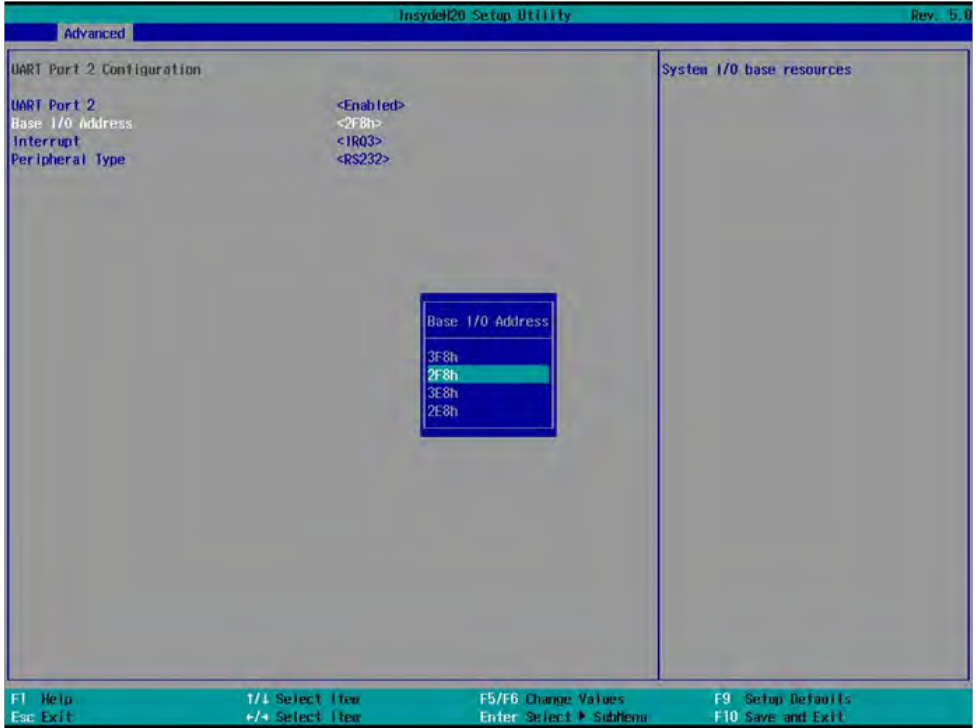 InsydeH20 Setup Utility Rev. 5.0
Advanced
UART Port 2 Configuration
UART Port 2 <Enabled>
Base I/O Address <2F8h>
Interrupt <IRQ3>
Peripheral Type <RS232>
System I/O base resources
Base I/O Address
3F8h
2F8h
3E8h
2E8h
F1 Help ↑/↓ Select Item F5/F6 Change Values F9 Setup Defaults
Esc Exit ←/→ Select Item Enter Select ▶ SubMenu F10 Save and Exit